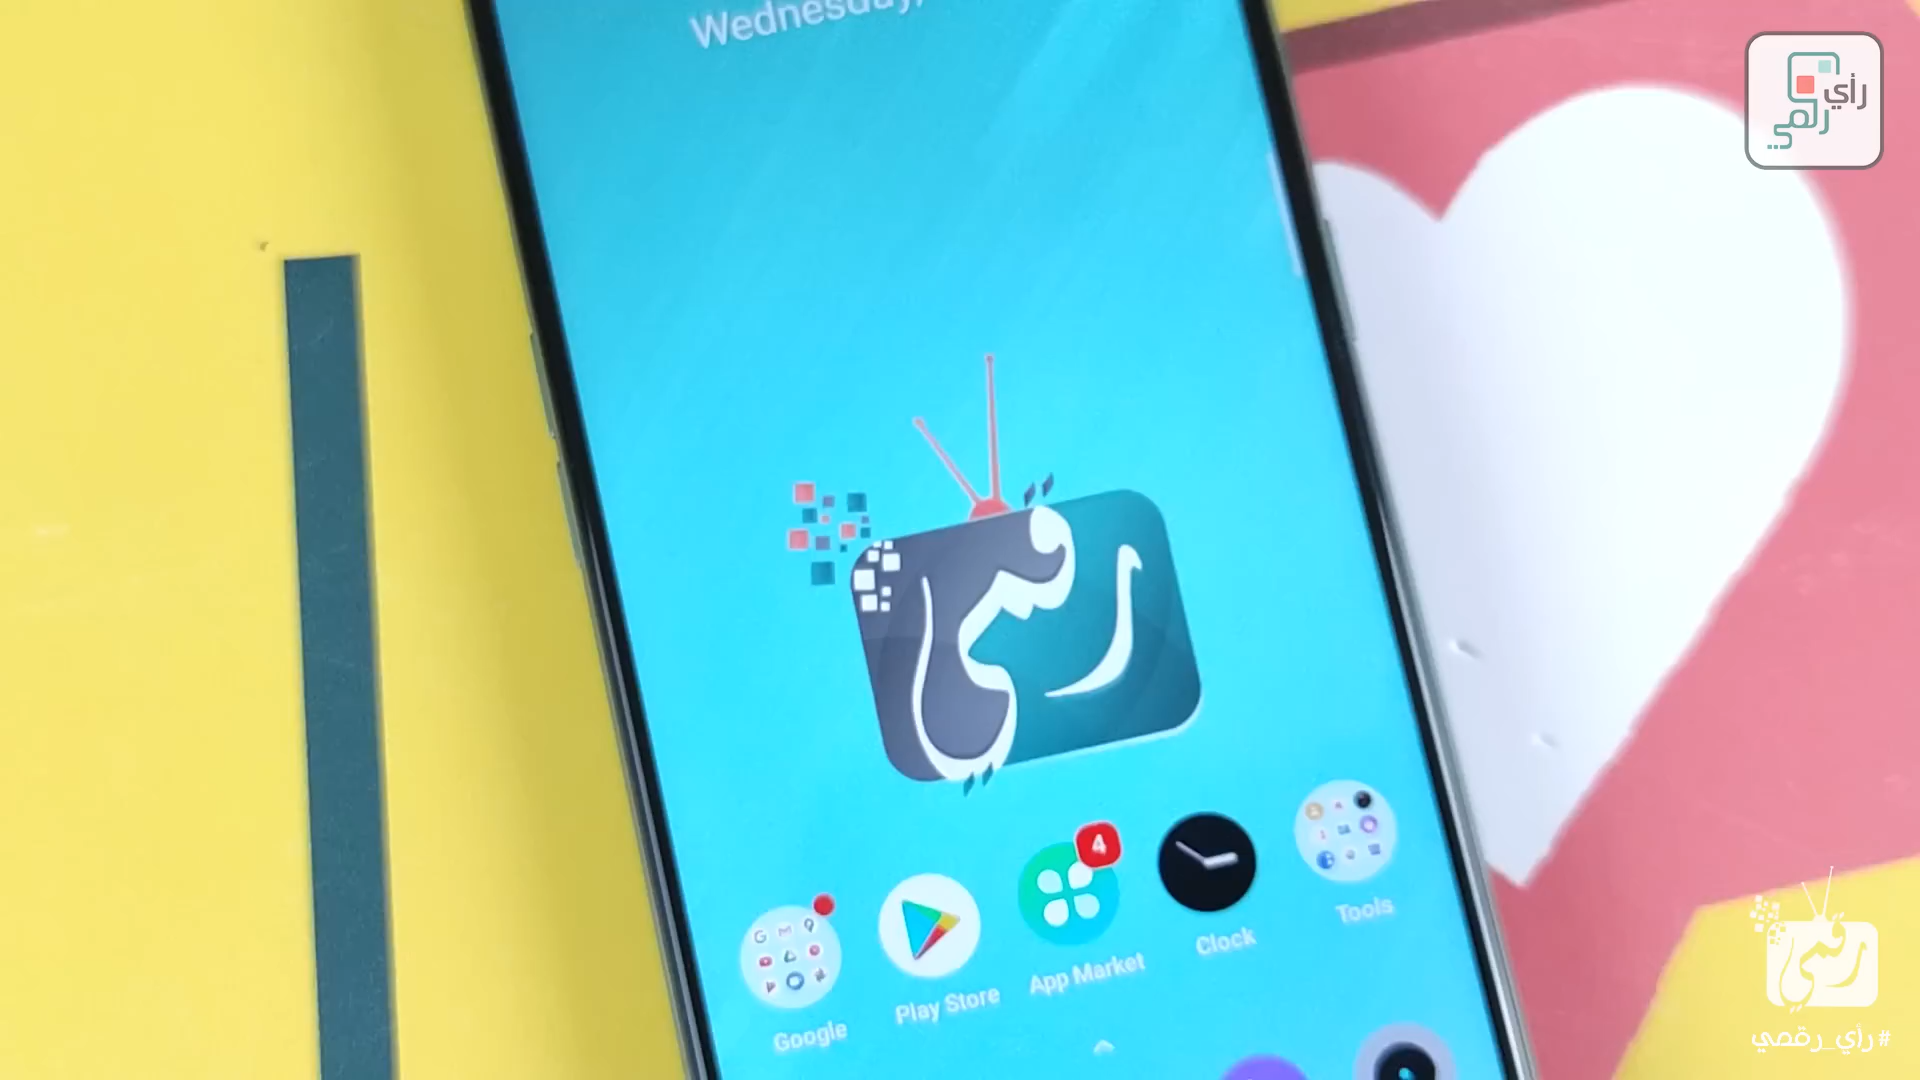 Wednesday,
رأي
رقمي
رقمي
4
Google
Play Store
App Market
Clock
Tools
رقمي
#رأي_رقمي